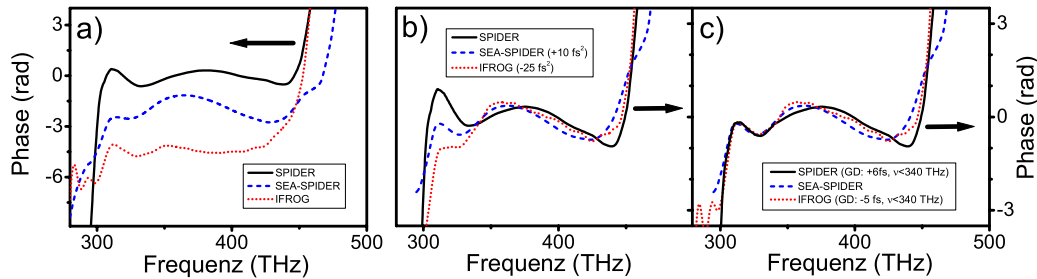 a)
Phase (rad)
3
0
-3
-6
SPIDER
SEA-SPIDER
IFROG
300
400
500
Frequenz (THz)
b)
SPIDER
SEA-SPIDER (+10 fs²)
IFROG (-25 fs²)
300
400
Frequenz (THz)
c)
SPIDER (GD: +6fs, ν<340 THz)
SEA-SPIDER
IFROG (GD: -5 fs, ν<340 THz)
300
400
500
Frequenz (THz)
3
0
-3
Phase (rad)